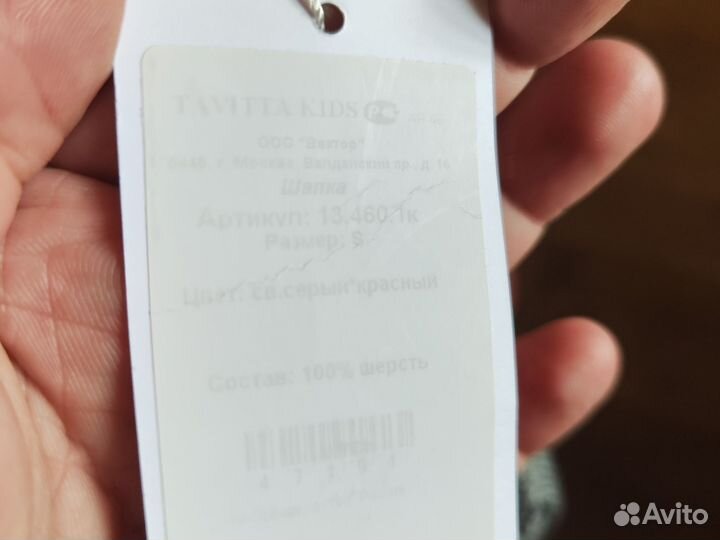 TAVITTA KIDS
ООО "Вектор"
г. Москва, Валдайский пр., д. 16
Шапка
Артикул: 13.460.1к
Размер: S
Цвет: св.серый*красный
Состав: 100% шерсть
Avito